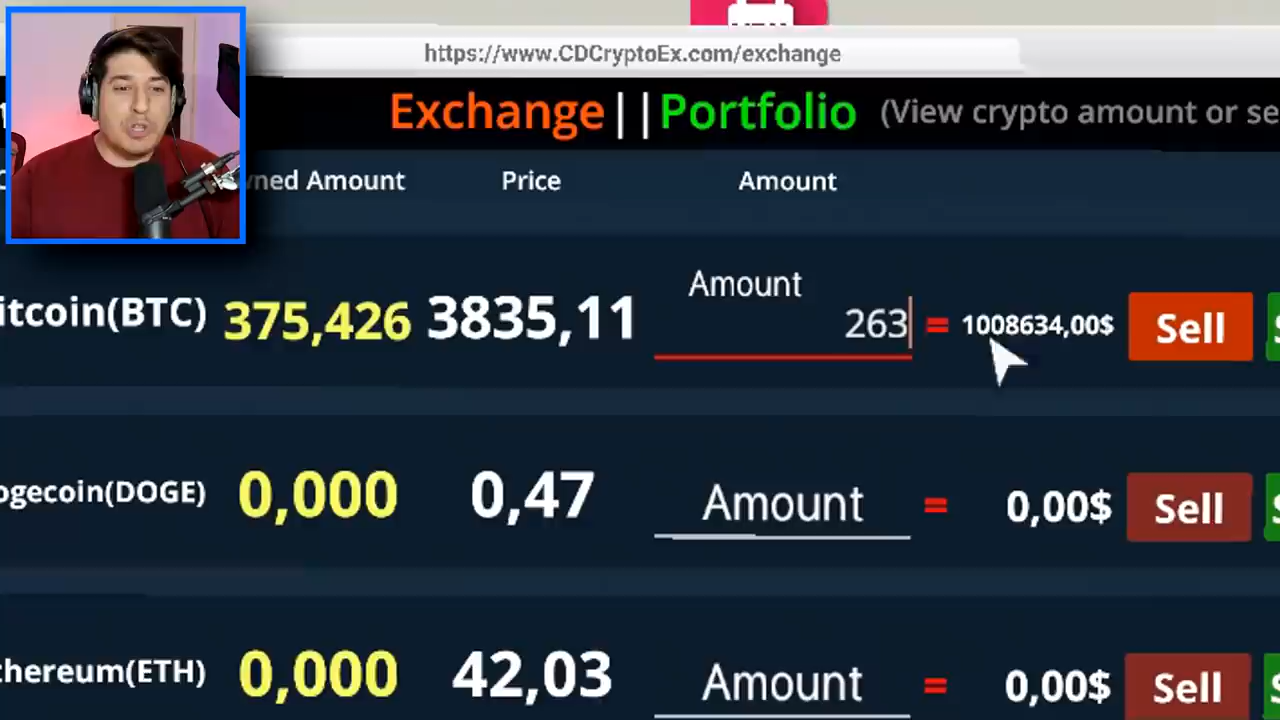 https://www.CDCryptoEx.com/exchange
Exchange||Portfolio (View crypto amount or se
ned Amount Price Amount
itcoin(BTC) 375,426 3835,11 Amount 263 = 1008634,00$ Sell S
ogecoin(DOGE) 0,000 0,47 Amount = 0,00$ Sell S
thereum(ETH) 0,000 42,03 Amount = 0,00$ Sell S